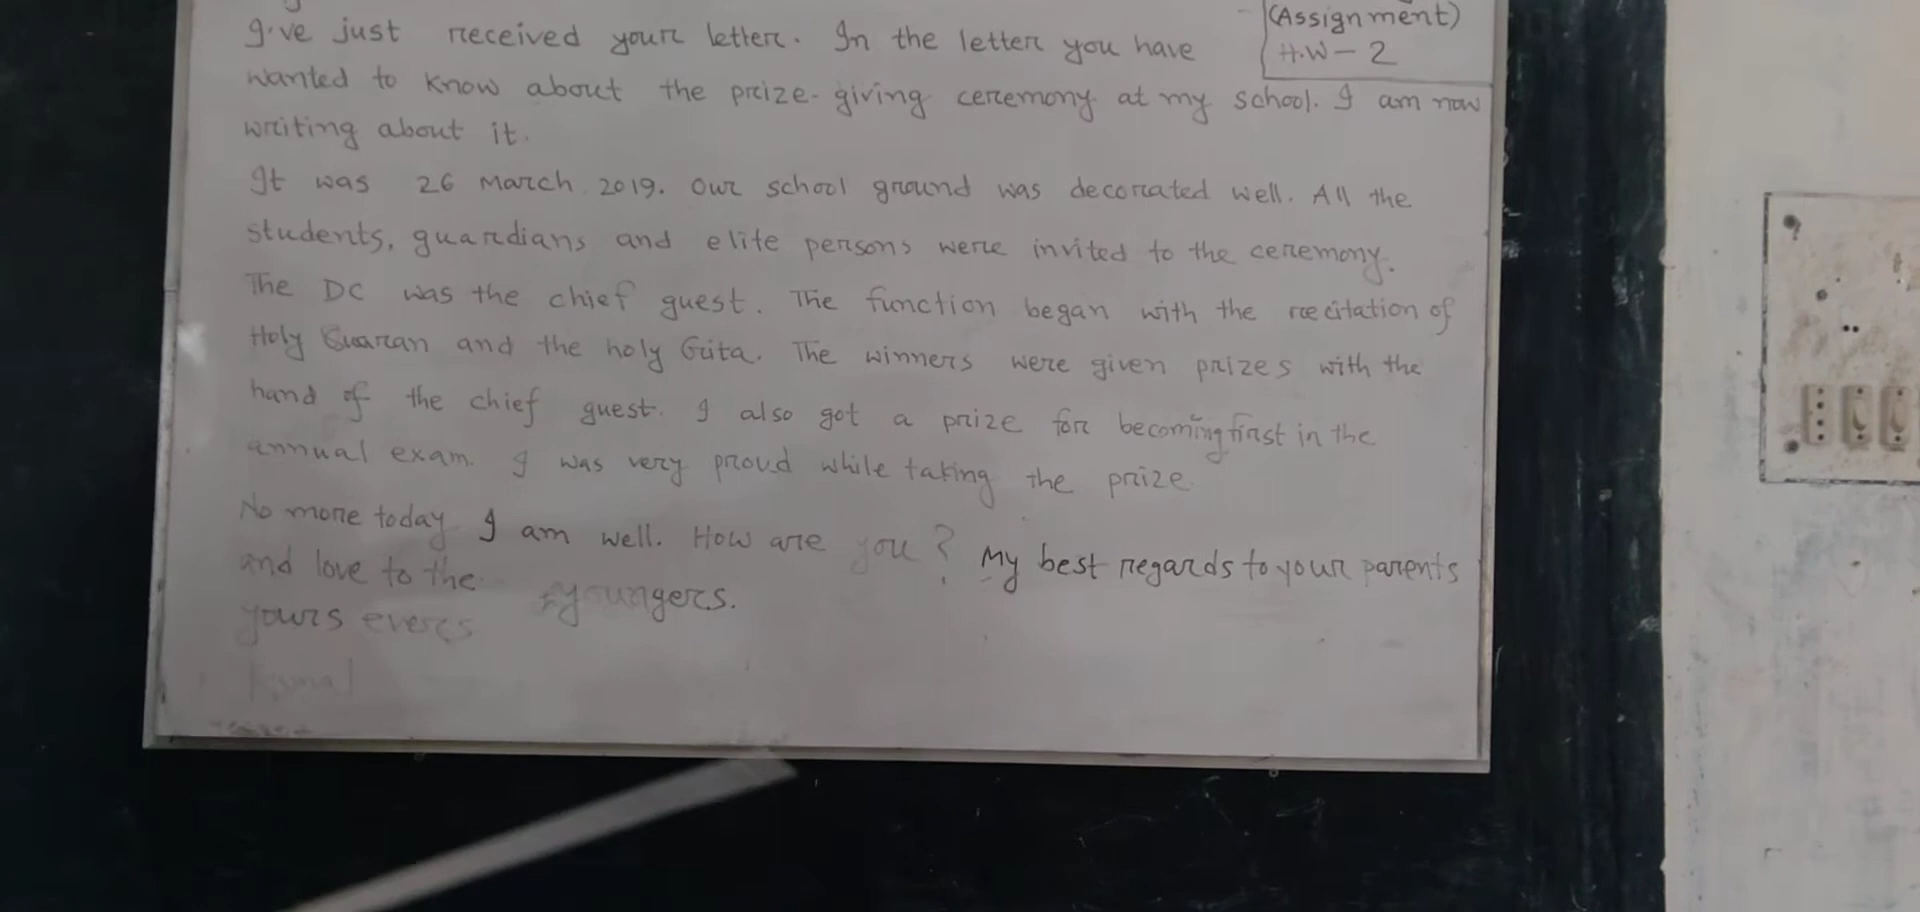 I've just received your letter. In the letter you have
(Assignment)
H.W - 2
wanted to know about the prize-giving ceremony at my school. I am now
writing about it.
It was 26 March 2019. Our school ground was decorated well. All the
students, guardians and elite persons were invited to the ceremony.
The DC was the chief guest. The function began with the recitation of
Holy Quaran and the holy Gita. The winners were given prizes with the
hand of the chief guest. I also got a prize for becoming first in the
annual exam. I was very proud while taking the prize.
No more today I am well. How are you? My best regards to your parents
and love to the youngers.
yours evers
Kamal